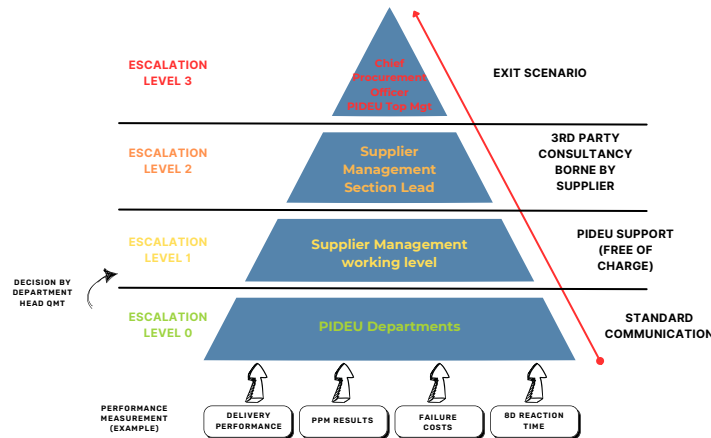 ESCALATION
LEVEL 3
Chief
Procurement
Officer
PIDEU Top Mgt
EXIT SCENARIO
ESCALATION
LEVEL 2
Supplier
Management
Section Lead
3RD PARTY
CONSULTANCY
BORNE BY
SUPPLIER
ESCALATION
LEVEL 1
Supplier Management
working level
PIDEU SUPPORT
(FREE OF
CHARGE)
DECISION BY
DEPARTMENT
HEAD QMT
ESCALATION
LEVEL 0
PIDEU Departments
STANDARD
COMMUNICATION
PERFORMANCE
MEASUREMENT
(EXAMPLE)
DELIVERY
PERFORMANCE
PPM RESULTS
FAILURE
COSTS
8D REACTION
TIME